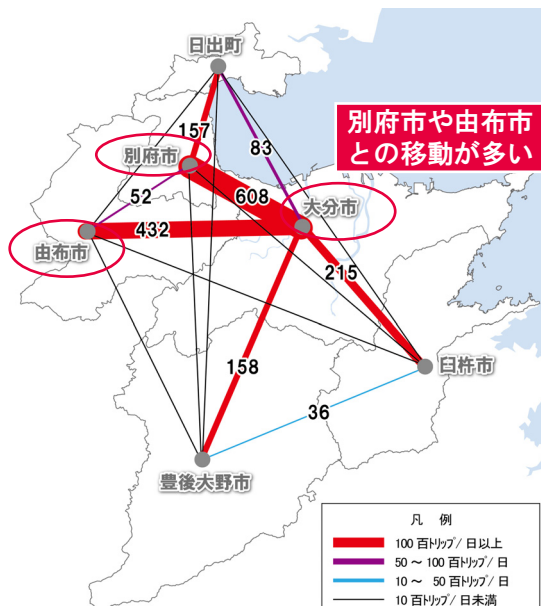 日出町
別府市や由布市
との移動が多い
157
83
別府市
52
608
大分市
432
由布市
215
158
臼杵市
36
豊後大野市
凡 例
100 百トリップ/ 日以上
50 ～ 100 百トリップ/ 日
10 ～ 50 百トリップ/ 日
10 百トリップ/ 日未満